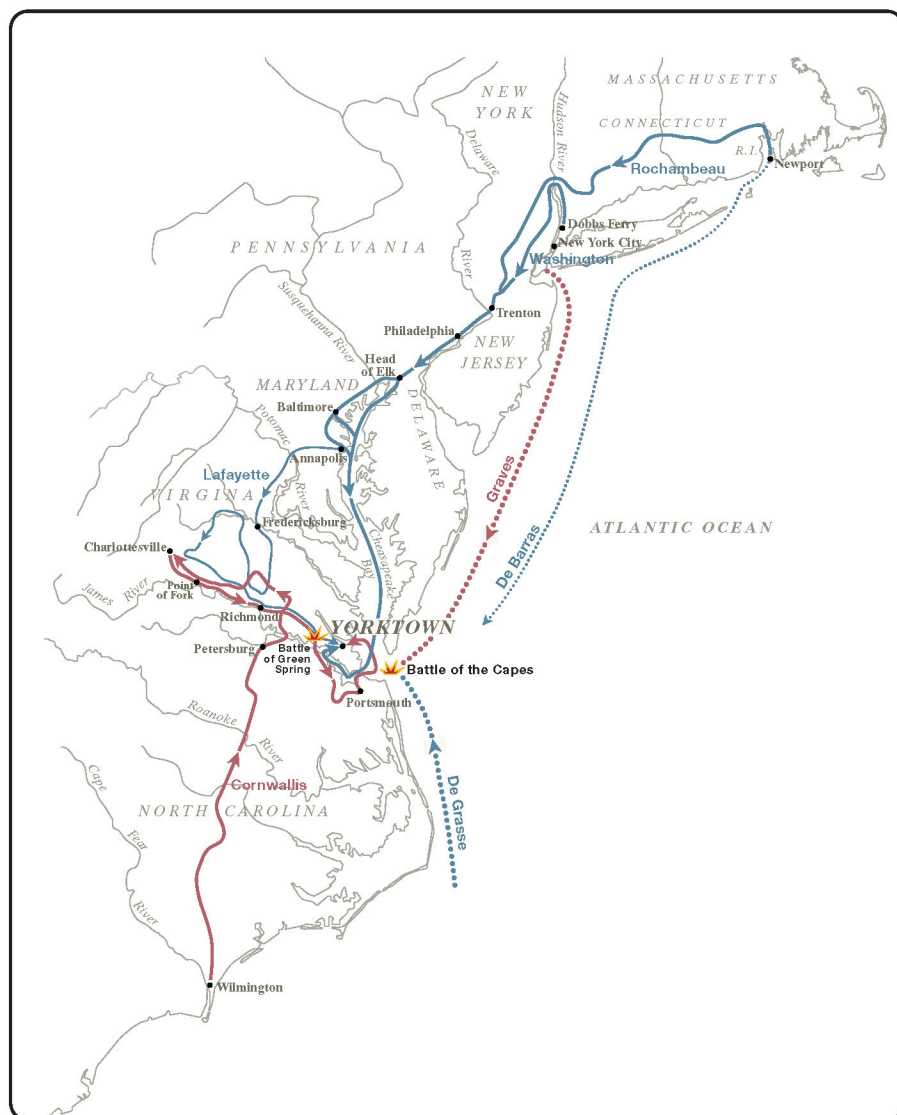 MASSACHUSETTS
NEW
YORK
Hudson River
CONNECTICUT
R.I.
Newport
Rochambeau
Delaware
River
Dobbs Ferry
New York City
Washington
PENNSYLVANIA
Susquehanna River
Trenton
Philadelphia
NEW
JERSEY
Head
of Elk
MARYLAND
Baltimore
DELAWARE
Potomac
River
Annapolis
Lafayette
VIRGINIA
Graves
De Barras
ATLANTIC OCEAN
Fredericksburg
Cheasapeake
Bay
Charlottesville
Point
of Fork
James
River
Richmond
YORKTOWN
Petersburg
Battle
of Green
Spring
Battle of the Capes
Portsmouth
Roanoke
River
De Grasse
Cape
Fear
River
Cornwallis
NORTH CAROLINA
Wilmington